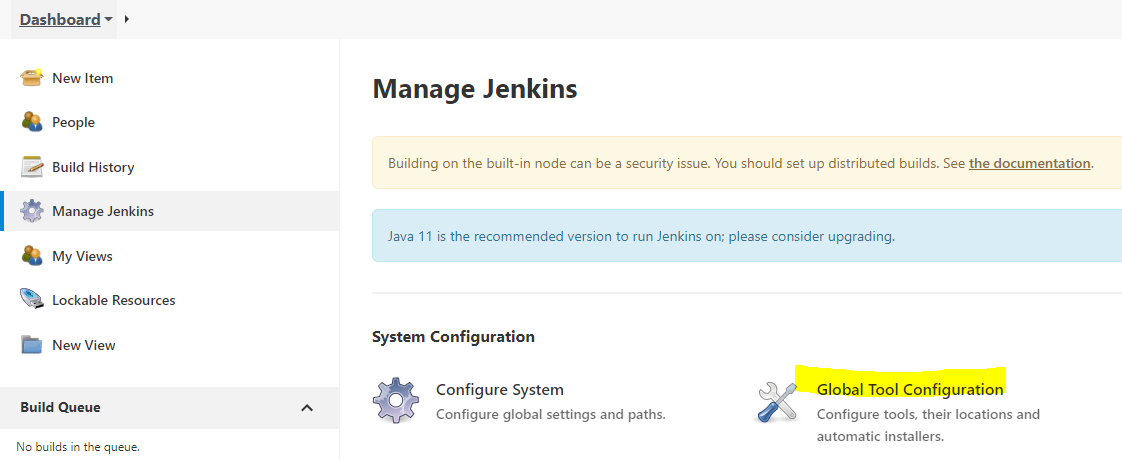 Dashboard
New Item
People
Build History
Manage Jenkins
My Views
Lockable Resources
New View
Build Queue
No builds in the queue.
Manage Jenkins
Building on the built-in node can be a security issue. You should set up distributed builds. See the documentation.
Java 11 is the recommended version to run Jenkins on; please consider upgrading.
System Configuration
Configure System
Configure global settings and paths.
Global Tool Configuration
Configure tools, their locations and
automatic installers.